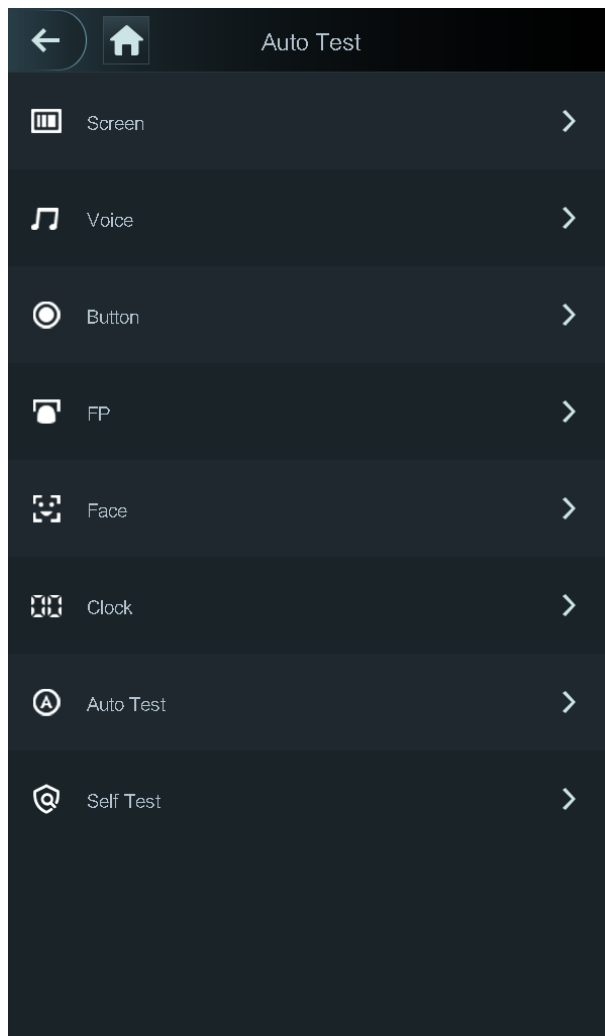 Auto Test
Screen
Voice
Button
FP
Face
Clock
Auto Test
Self Test